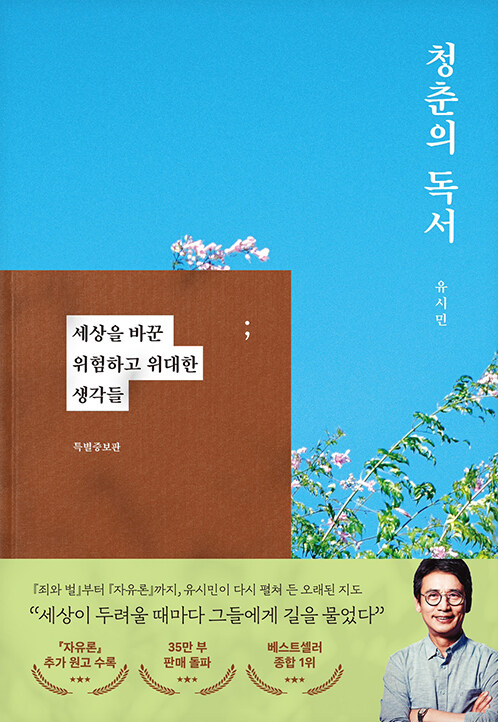 청춘의 독서
유시민
;
세상을 바꾼
위험하고 위대한
생각들
특별증보판
『죄와 벌』부터 『자유론』까지, 유시민이 다시 펼쳐 든 오래된 지도
“세상이 두려울 때마다 그들에게 길을 물었다”
『자유론』
추가 원고 수록
★★★
35만 부
판매 돌파
★★★
베스트셀러
종합 1위
★★★